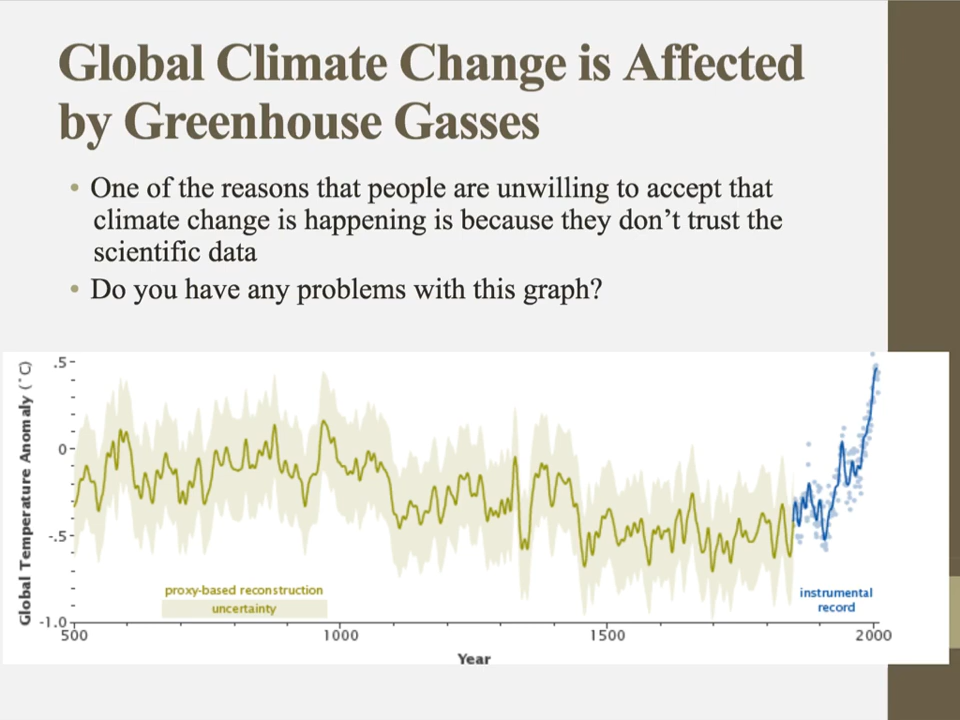 Global Climate Change is Affected
by Greenhouse Gasses
• One of the reasons that people are unwilling to accept that
climate change is happening is because they don’t trust the
scientific data
• Do you have any problems with this graph?
Global Temperature Anomaly (˚C)
.5
0
-.5
-1.0
proxy-based reconstruction
uncertainty
instrumental
record
500 1000 1500 2000
Year